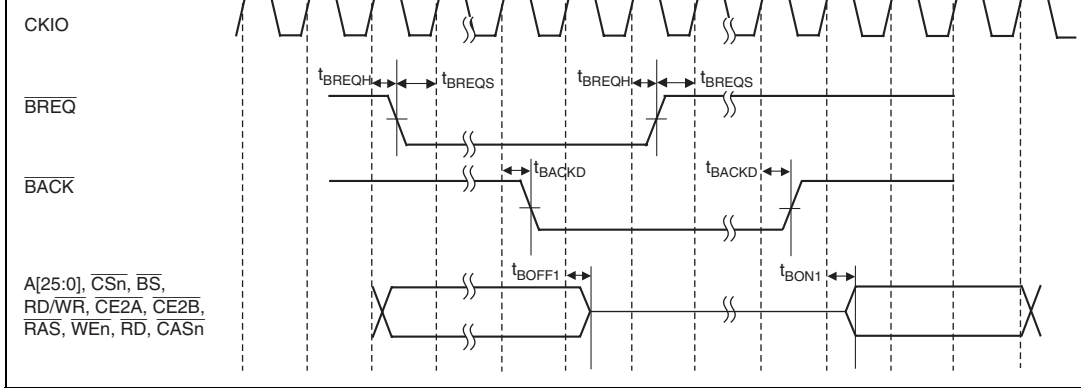 CKIO
tBREQH tBREQS tBREQH tBREQS
BREQ
BACK
tBACKD tBACKD
tBOFF1 tBON1
A[25:0], CSn, BS,
RD/WR, CE2A, CE2B,
RAS, WEn, RD, CASn